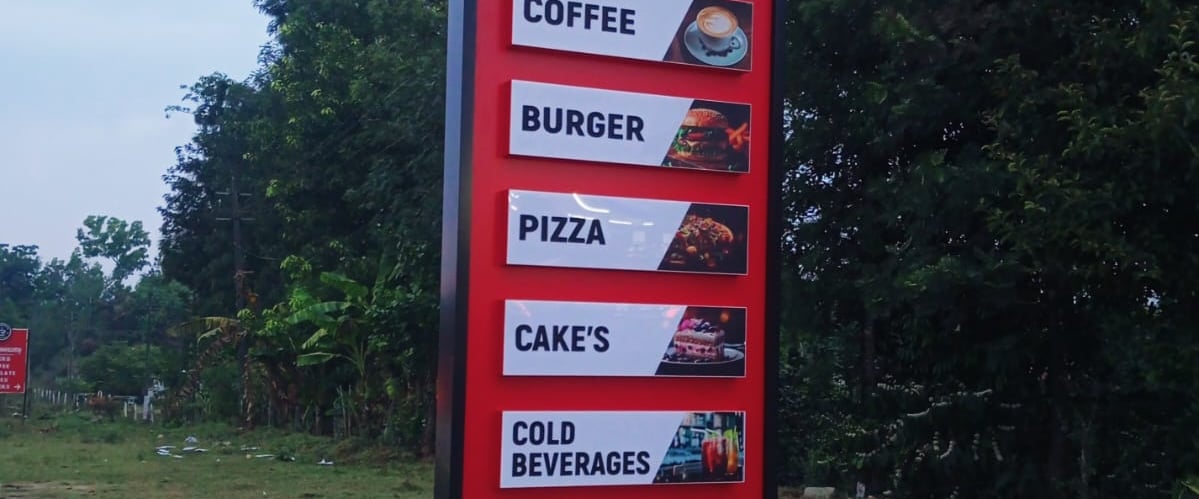 COFFEE
BURGER
PIZZA
CAKE'S
COLD
BEVERAGES